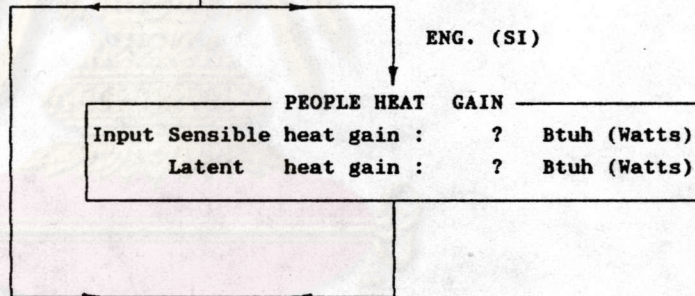 ENG. (SI)
PEOPLE HEAT GAIN
Input Sensible heat gain : ? Btuh (Watts)
Latent heat gain : ? Btuh (Watts)